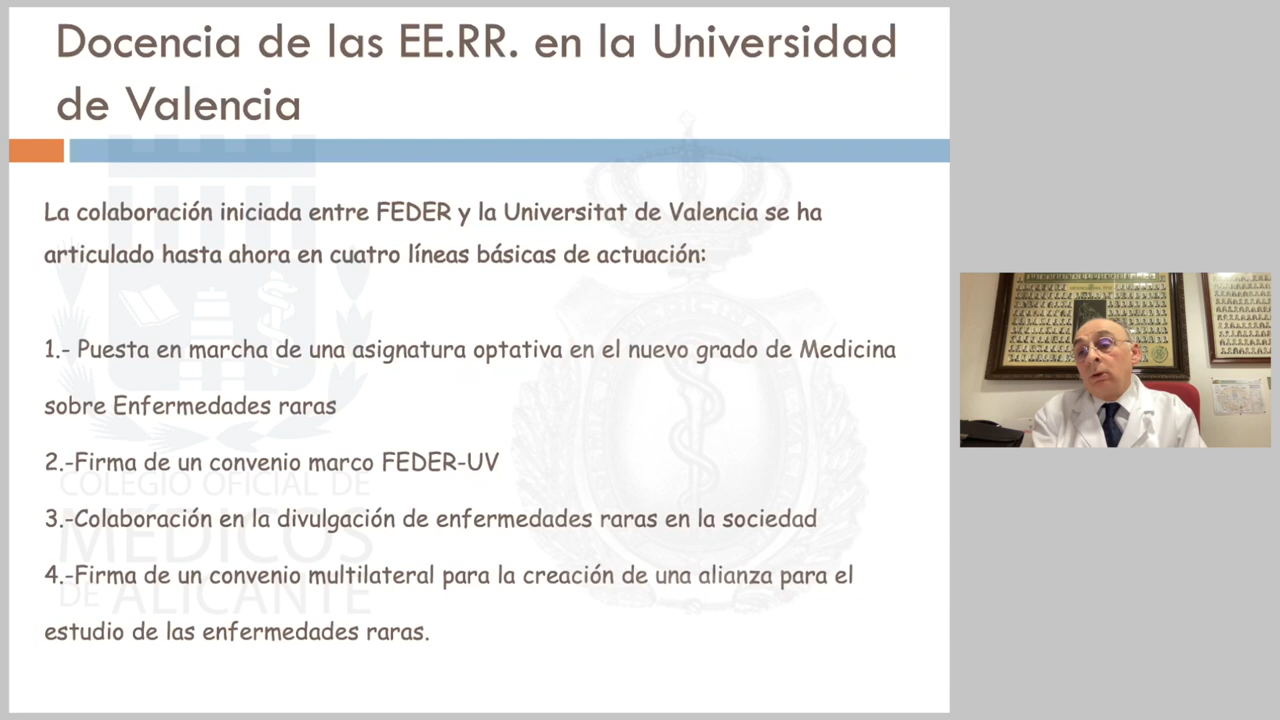 Docencia de las EE.RR. en la Universidad
de Valencia
La colaboración iniciada entre FEDER y la Universitat de Valencia se ha
articulado hasta ahora en cuatro líneas básicas de actuación:
1.- Puesta en marcha de una asignatura optativa en el nuevo grado de Medicina
sobre Enfermedades raras
2.-Firma de un convenio marco FEDER-UV
3.-Colaboración en la divulgación de enfermedades raras en la sociedad
4.-Firma de un convenio multilateral para la creación de una alianza para el
estudio de las enfermedades raras.
COLEGIO OFICIAL DE
MÉDICOS
DE ALICANTE